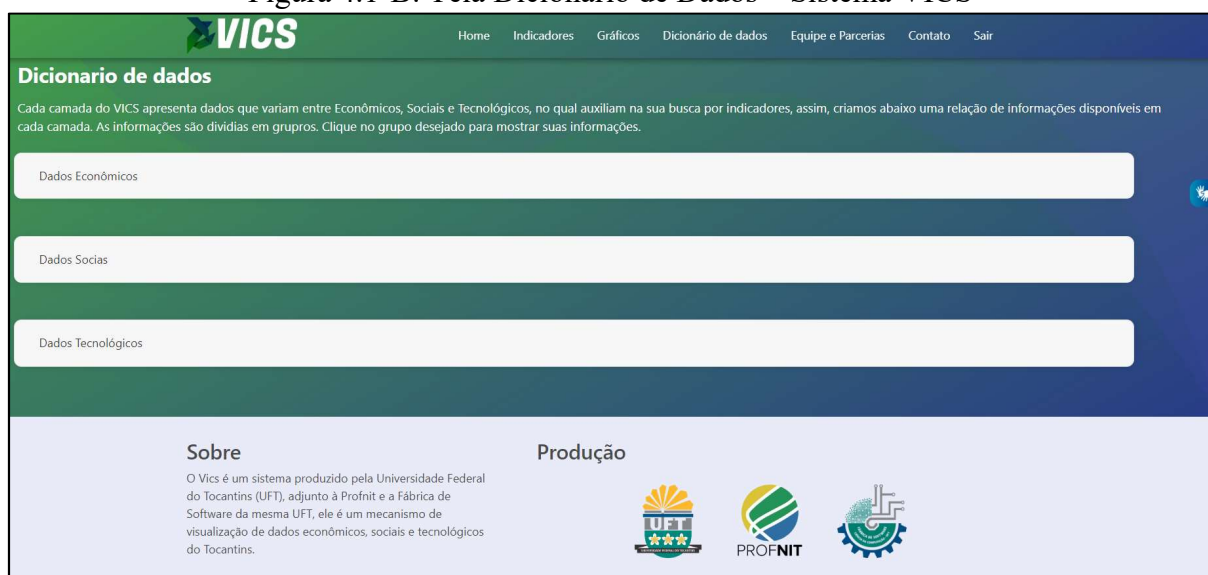 Figura 4.1-B: Tela Dicionário de Dados – Sistema VICS
VICS
Home Indicadores Gráficos Dicionário de dados Equipe e Parcerias Contato Sair
Dicionario de dados
Cada camada do VICS apresenta dados que variam entre Econômicos, Sociais e Tecnológicos, no qual auxiliam na sua busca por indicadores, assim, criamos abaixo uma relação de informações disponíveis em
cada camada. As informações são dividias em grupros. Clique no grupo desejado para mostrar suas informações.
Dados Econômicos
Dados Socias
Dados Tecnológicos
Sobre
O Vics é um sistema produzido pela Universidade Federal
do Tocantins (UFT), adjunto à Profnit e a Fábrica de
Software da mesma UFT, ele é um mecanismo de
visualização de dados econômicos, sociais e tecnológicos
do Tocantins.
Produção
UFT
PROFNIT